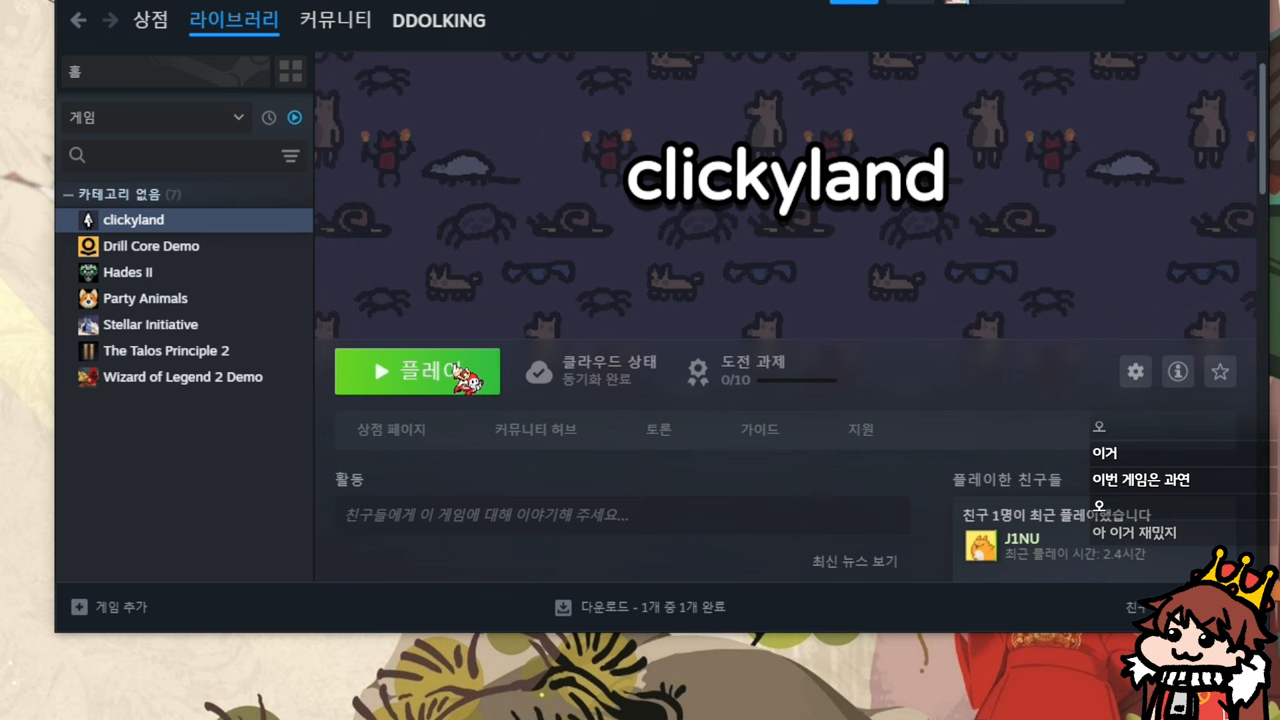 상점 라이브러리 커뮤니티 DDOLKING
홈
게임
카테고리 없음 (7)
clickyland
Drill Core Demo
Hades II
Party Animals
Stellar Initiative
The Talos Principle 2
Wizard of Legend 2 Demo
clickyland
플레이
클라우드 상태
동기화 완료
도전 과제
0/10
상점 페이지 커뮤니티 허브 토론 가이드 지원
활동
친구들에게 이 게임에 대해 이야기해 주세요...
최신 뉴스 보기
플레이한 친구들
친구 1명이 최근 플레이했습니다
J1NU
최근 플레이 시간: 2.4시간
오
이거
이번 게임은 과연
오
아 이거 재밌지
게임 추가
다운로드 - 1개 중 1개 완료